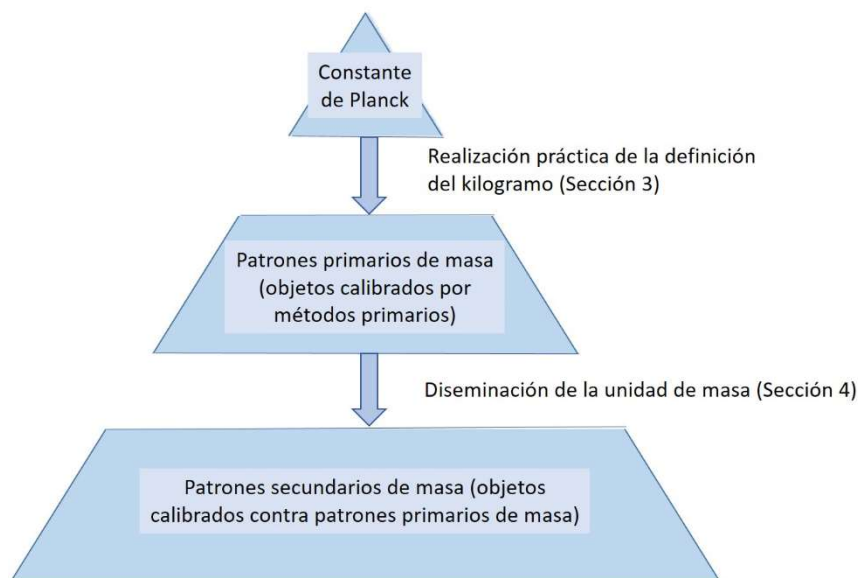 Constante
de Planck
Realización práctica de la definición
del kilogramo (Sección 3)
Patrones primarios de masa
(objetos calibrados por
métodos primarios)
Diseminación de la unidad de masa (Sección 4)
Patrones secundarios de masa (objetos
calibrados contra patrones primarios de masa)